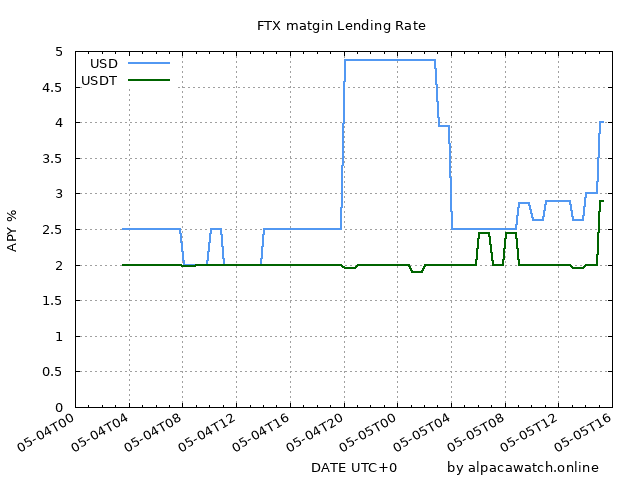 FTX matgin Lending Rate
USD
USDT
5
4.5
4
3.5
3
2.5
2
1.5
1
0.5
0
APY %
05-04T00
05-04T04
05-04T08
05-04T12
05-04T16
05-04T20
05-05T00
05-05T04
05-05T08
05-05T12
05-05T16
DATE UTC+0
by alpacawatch.online